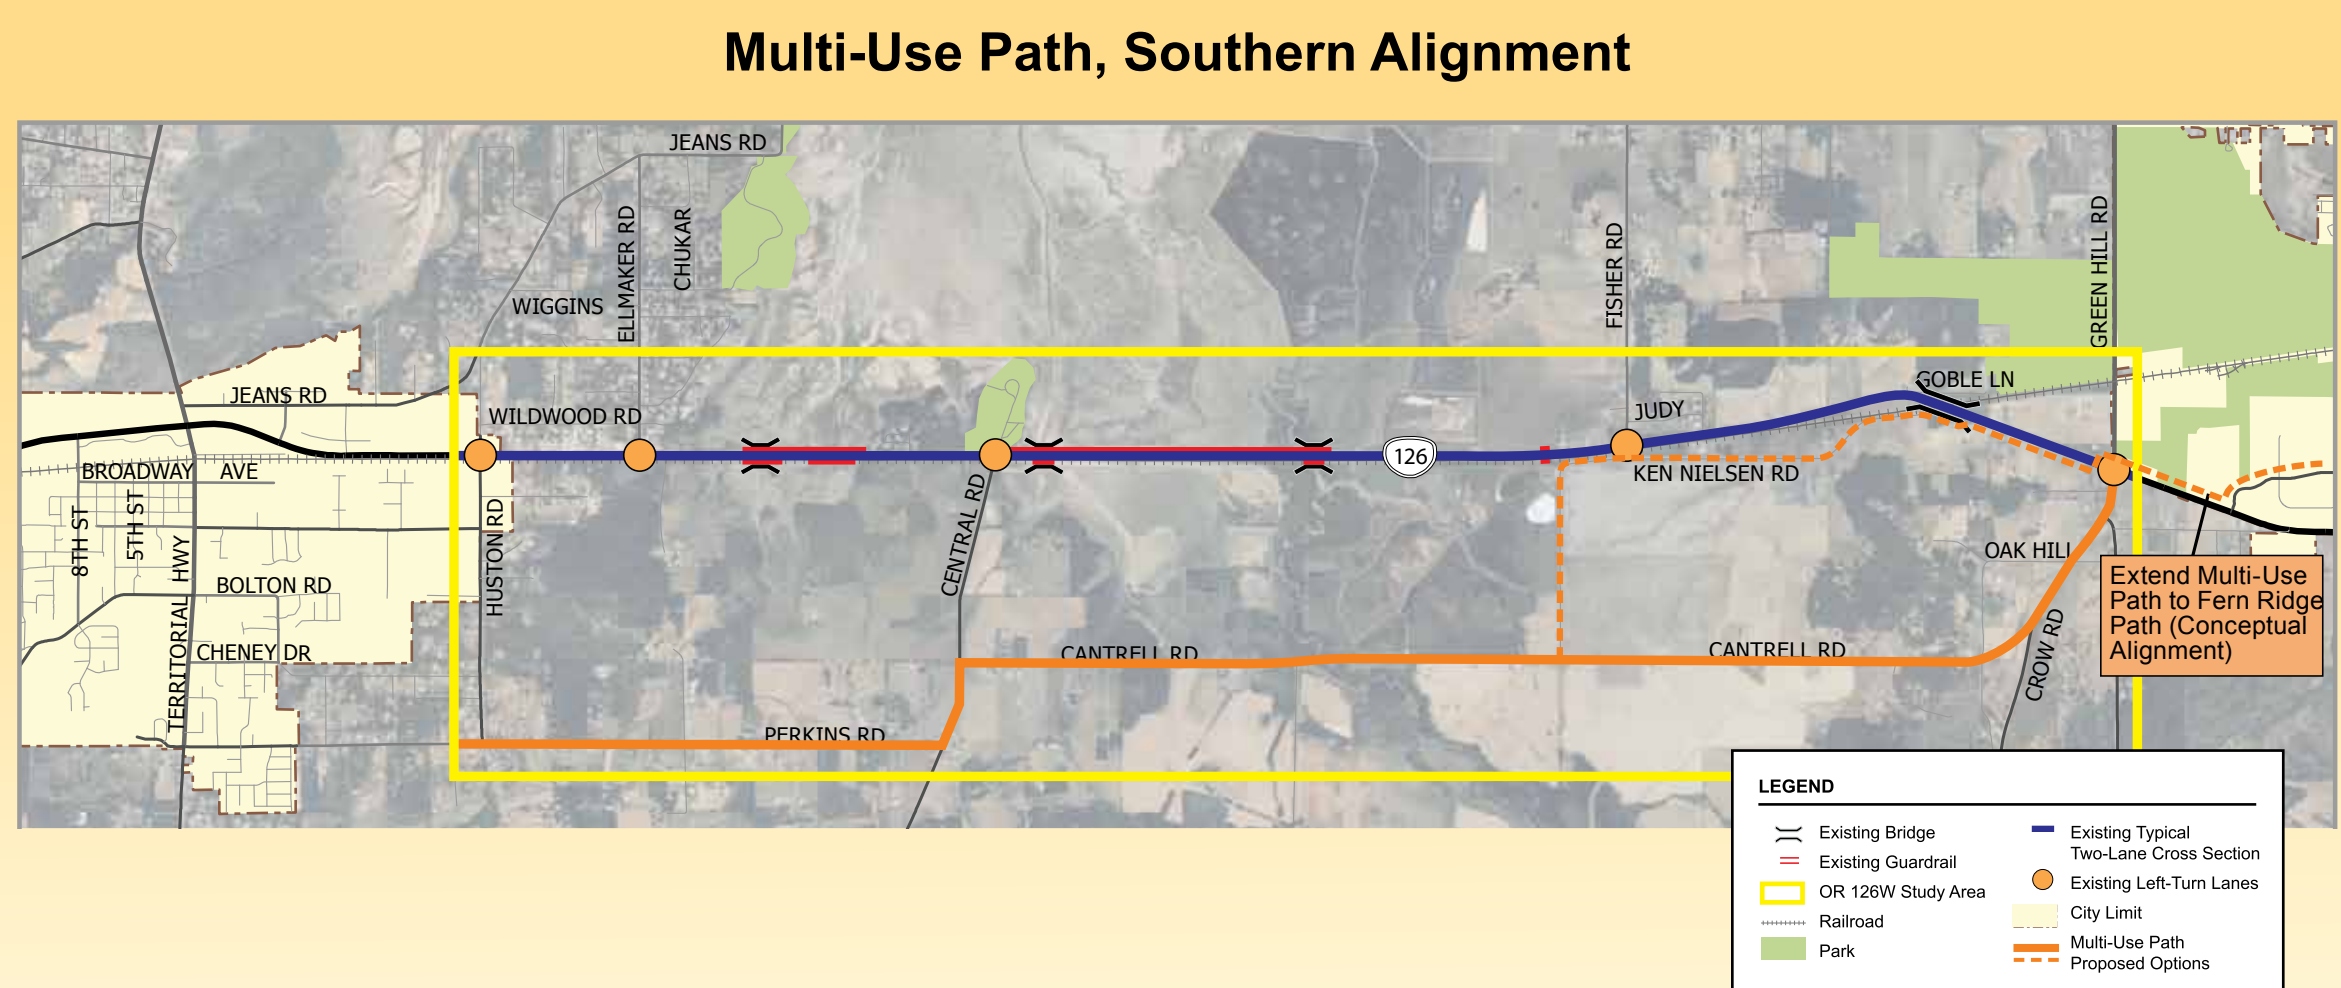 Multi-Use Path, Southern Alignment
JEANS RD
ELLMAKER RD
CHUKAR
WIGGINS
FISHER RD
GREEN HILL RD
JEANS RD
WILDWOOD RD
GOBLE LN
JUDY
126
BROADWAY AVE
KEN NIELSEN RD
8TH ST
5TH ST
TERRITORIAL HWY
HUSTON RD
CENTRAL RD
OAK HILL
BOLTON RD
Extend Multi-Use
Path to Fern Ridge
Path (Conceptual
Alignment)
CHENEY DR
CANTRELL RD
CANTRELL RD
CROW RD
PERKINS RD
LEGEND
Existing Bridge
Existing Guardrail
OR 126W Study Area
Railroad
Park
Existing Typical
Two-Lane Cross Section
Existing Left-Turn Lanes
City Limit
Multi-Use Path
Proposed Options